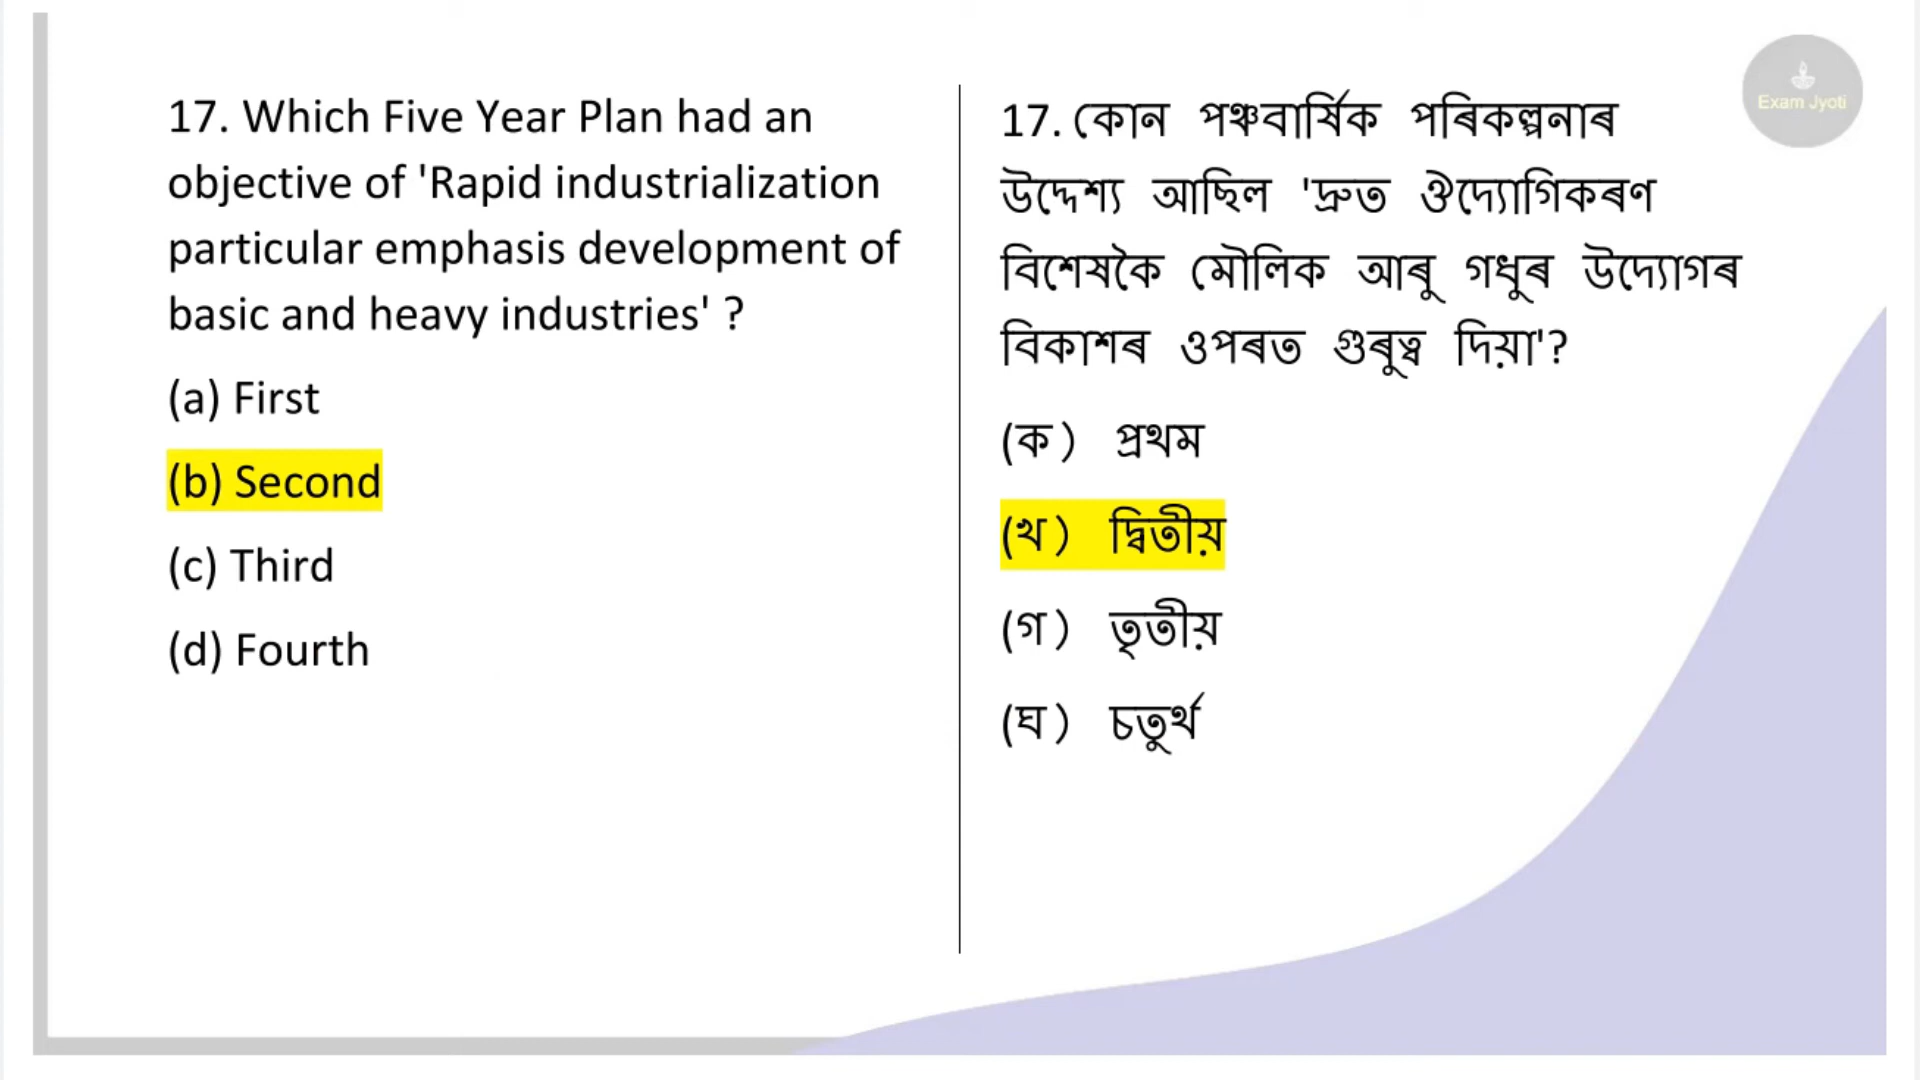 17. Which Five Year Plan had an
objective of 'Rapid industrialization
particular emphasis development of
basic and heavy industries' ?
(a) First
(b) Second
(c) Third
(d) Fourth
17. কোন পঞ্চবাৰ্ষিক পৰিকল্পনাৰ
উদ্দেশ্য আছিল 'দ্ৰুত ঔদ্যোগিকৰণ
বিশেষকৈ মৌলিক আৰু গধুৰ উদ্যোগৰ
বিকাশৰ ওপৰত গুৰুত্ব দিয়া'?
(ক) প্ৰথম
(খ) দ্বিতীয়
(গ) তৃতীয়
(ঘ) চতুৰ্থ
Exam Jyoti